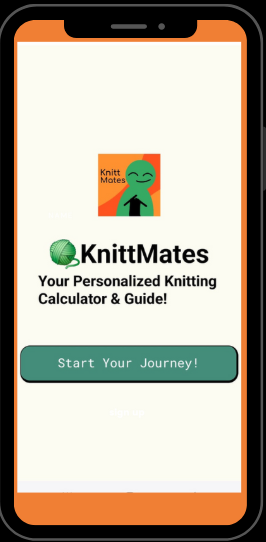 Knitt
Mates
KnittMates
Your Personalized Knitting
Calculator & Guide!
Start Your Journey!